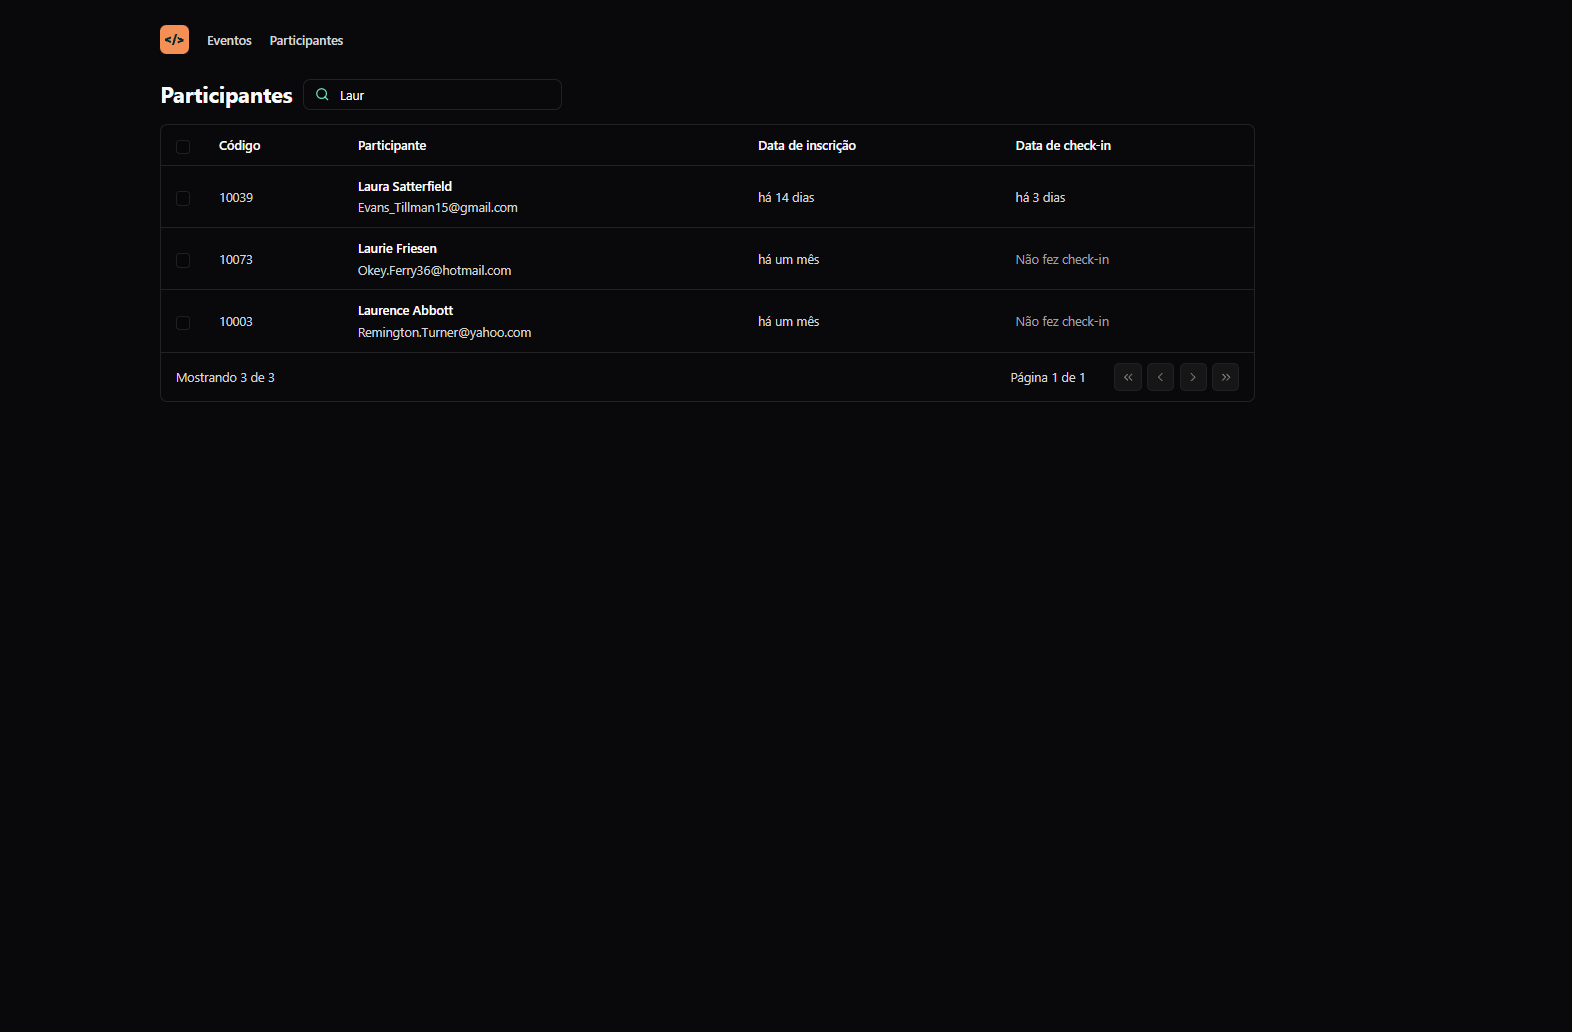 </> Eventos Participantes
Participantes Laur
Código Participante Data de inscrição Data de check-in
Laura Satterfield
10039 há 14 dias há 3 dias
Evans_Tillman15@gmail.com
Laurie Friesen
10073 há um mês Não fez check-in
Okey.Ferry36@hotmail.com
Laurence Abbott
10003 há um mês Não fez check-in
Remington.Turner@yahoo.com
Mostrando 3 de 3 Página 1 de 1